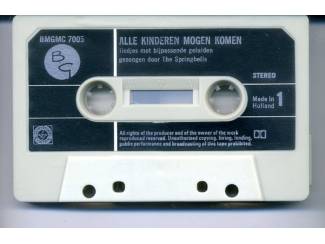 BMGMC 7005
ALLE KINDEREN MOGEN KOMEN
liedjes met bijpassende geluiden
gezongen door The Springbells
BG
STEREO
Made in
Holland
1
All rights of the producer and of the owner of the work
reproduced reserved. Unauthorised copying, hiring, lending,
public performance and broadcasting of this tape prohibited.